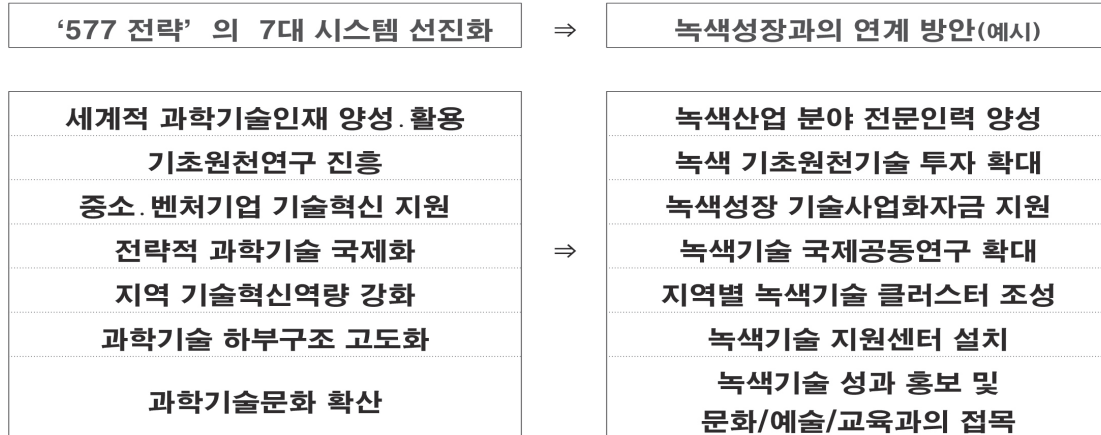 ‘577 전략’ 의 7대 시스템 선진화 ⇒ 녹색성장과의 연계 방안(예시)
세계적 과학기술인재 양성.활용 녹색산업 분야 전문인력 양성
기초원천연구 진흥 녹색 기초원천기술 투자 확대
중소.벤처기업 기술혁신 지원 녹색성장 기술사업화자금 지원
전략적 과학기술 국제화 ⇒ 녹색기술 국제공동연구 확대
지역 기술혁신역량 강화 지역별 녹색기술 클러스터 조성
과학기술 하부구조 고도화 녹색기술 지원센터 설치
과학기술문화 확산 녹색기술 성과 홍보 및
문화/예술/교육과의 접목